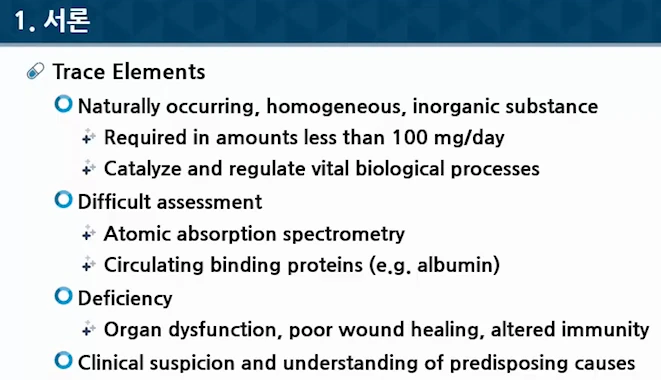 1. 서론
Trace Elements
Naturally occurring, homogeneous, inorganic substance
Required in amounts less than 100 mg/day
Catalyze and regulate vital biological processes
Difficult assessment
Atomic absorption spectrometry
Circulating binding proteins (e.g. albumin)
Deficiency
Organ dysfunction, poor wound healing, altered immunity
Clinical suspicion and understanding of predisposing causes